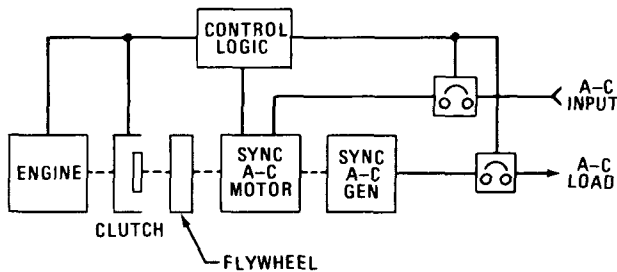 CONTROL
LOGIC
A-C
INPUT
ENGINE
SYNC
A-C
MOTOR
SYNC
A-C
GEN
A-C
LOAD
CLUTCH
FLYWHEEL